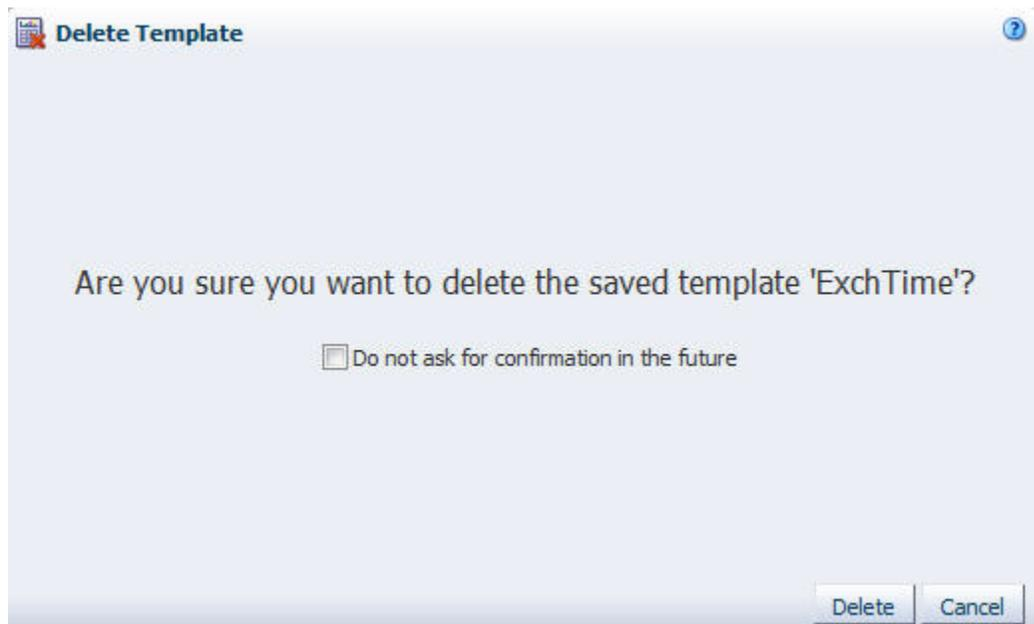 Delete Template
?
Are you sure you want to delete the saved template 'ExchTime'?
Do not ask for confirmation in the future
Delete Cancel